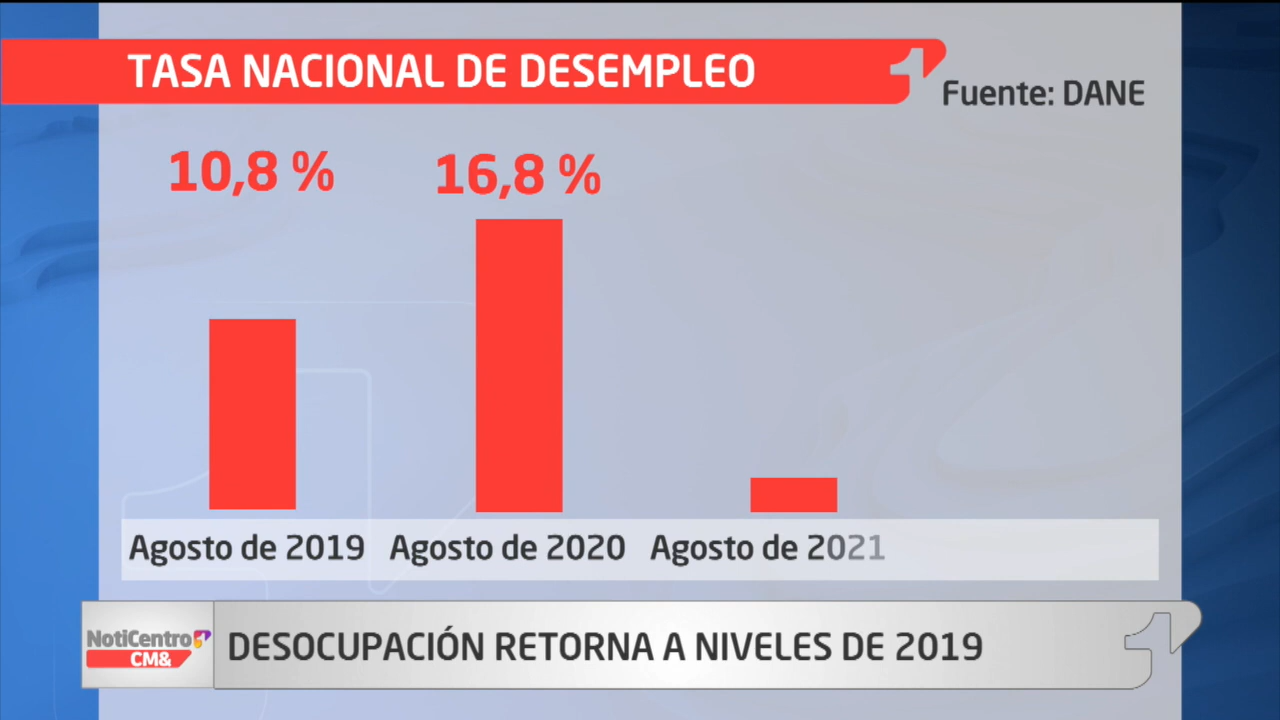 TASA NACIONAL DE DESEMPLEO
Fuente: DANE
10,8 %
16,8 %
Agosto de 2019
Agosto de 2020
Agosto de 2021
NotiCentro 1
CM&
DESOCUPACIÓN RETORNA A NIVELES DE 2019